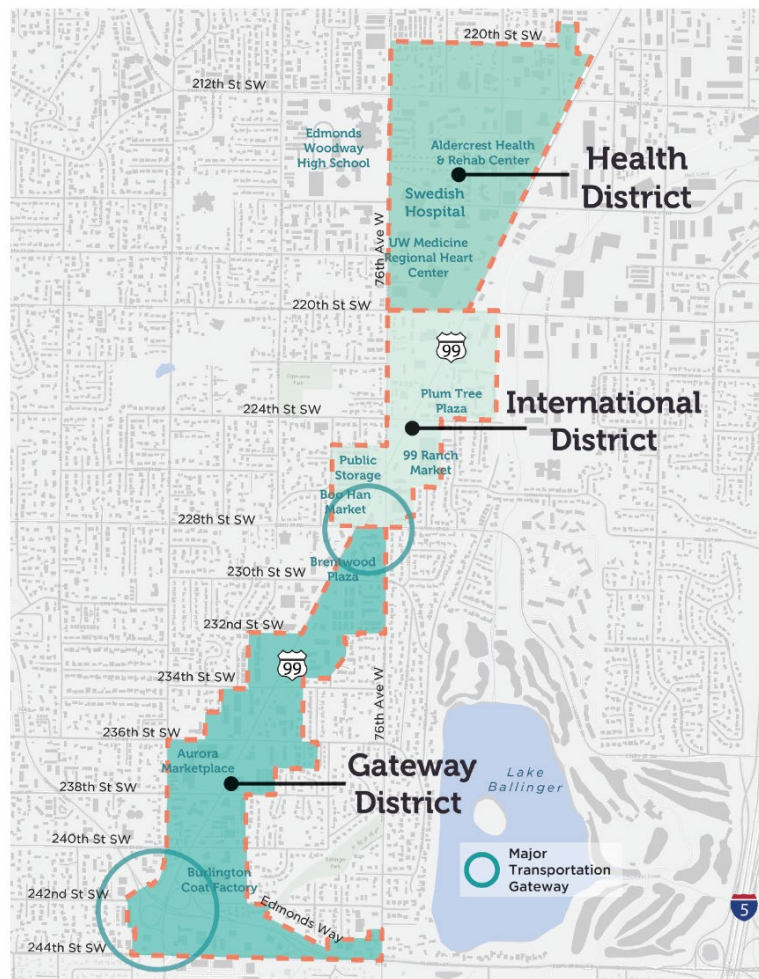 220th St SW
212th St SW
Edmonds
Woodway
High School
Aldercrest Health
& Rehab Center
Health
District
Swedish
Hospital
76th Ave W
UW Medicine
Regional Heart
Center
220th St SW
99
Plum Tree
Plaza
224th St SW
International
District
Public
Storage
99 Ranch
Market
Boo Han
Market
228th St SW
Brentwood
Plaza
230th St SW
232nd St SW
99
234th St SW
76th Ave W
236th St SW
Aurora
Marketplace
Gateway
District
Lake
Ballinger
238th St SW
240th St SW
Major
Transportation
Gateway
Burlington
Coat Factory
242nd St SW
Edmonds Way
5
244th St SW